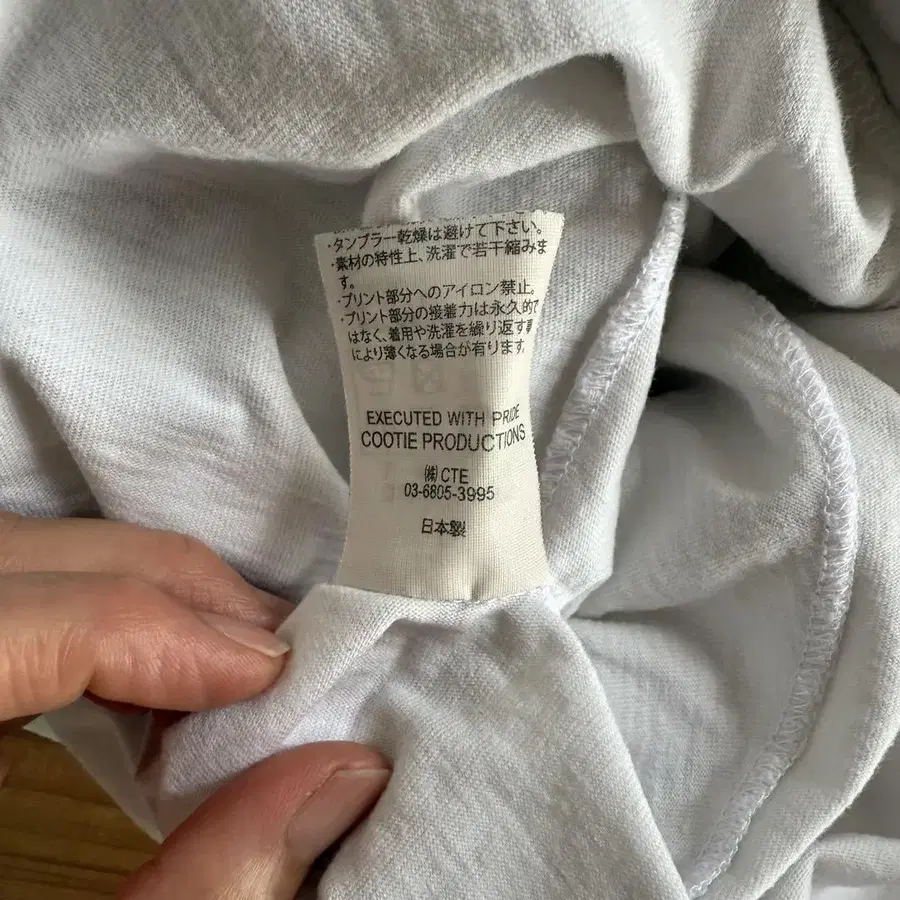 ・タンブラー乾燥は避けて下さい。
・素材の特性上、洗濯で若干縮みま
す。
・プリント部分へのアイロン禁止。
・プリント部分の接着力は永久的で
はなく、着用や洗濯を繰り返す事
により薄くなる場合が有ります。
EXECUTED WITH PRIDE
COOTIE PRODUCTIONS
㈱CTE
03-6805-3995
日本製